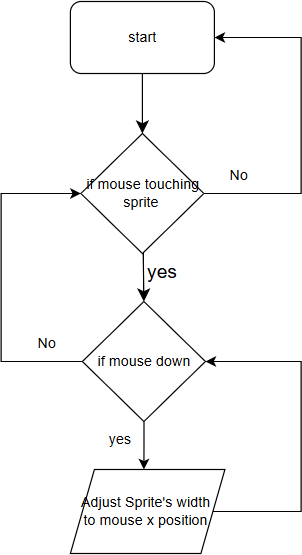 start
if mouse touching
sprite
No
yes
if mouse down
No
yes
Adjust Sprite's width
to mouse x position